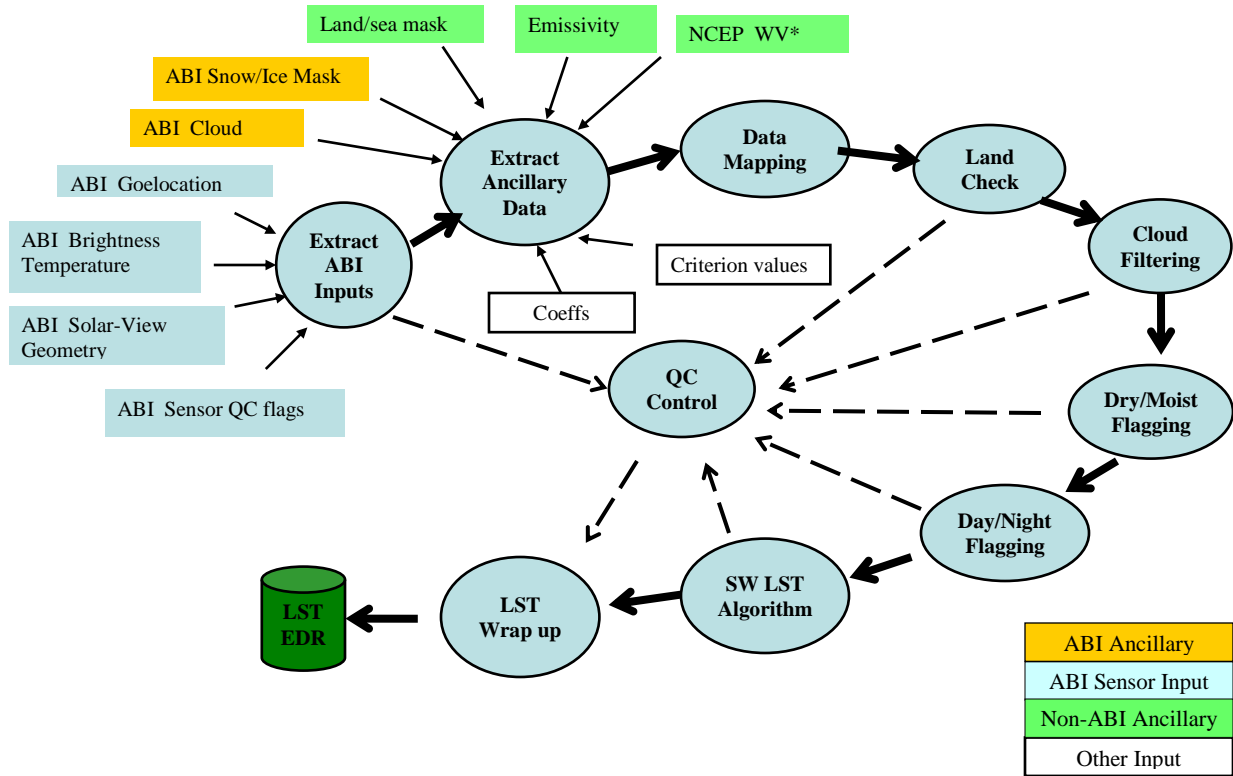 Land/sea mask
Emissivity
NCEP WV*
ABI Snow/Ice Mask
ABI Cloud
ABI Goelocation
ABI Brightness
Temperature
ABI Solar-View
Geometry
ABI Sensor QC flags
Extract
ABI
Inputs
Extract
Ancillary
Data
Coeffs
Criterion values
Data
Mapping
Land
Check
Cloud
Filtering
Dry/Moist
Flagging
Day/Night
Flagging
QC
Control
SW LST
Algorithm
LST
Wrap up
LST
EDR
ABI Ancillary
ABI Sensor Input
Non-ABI Ancillary
Other Input